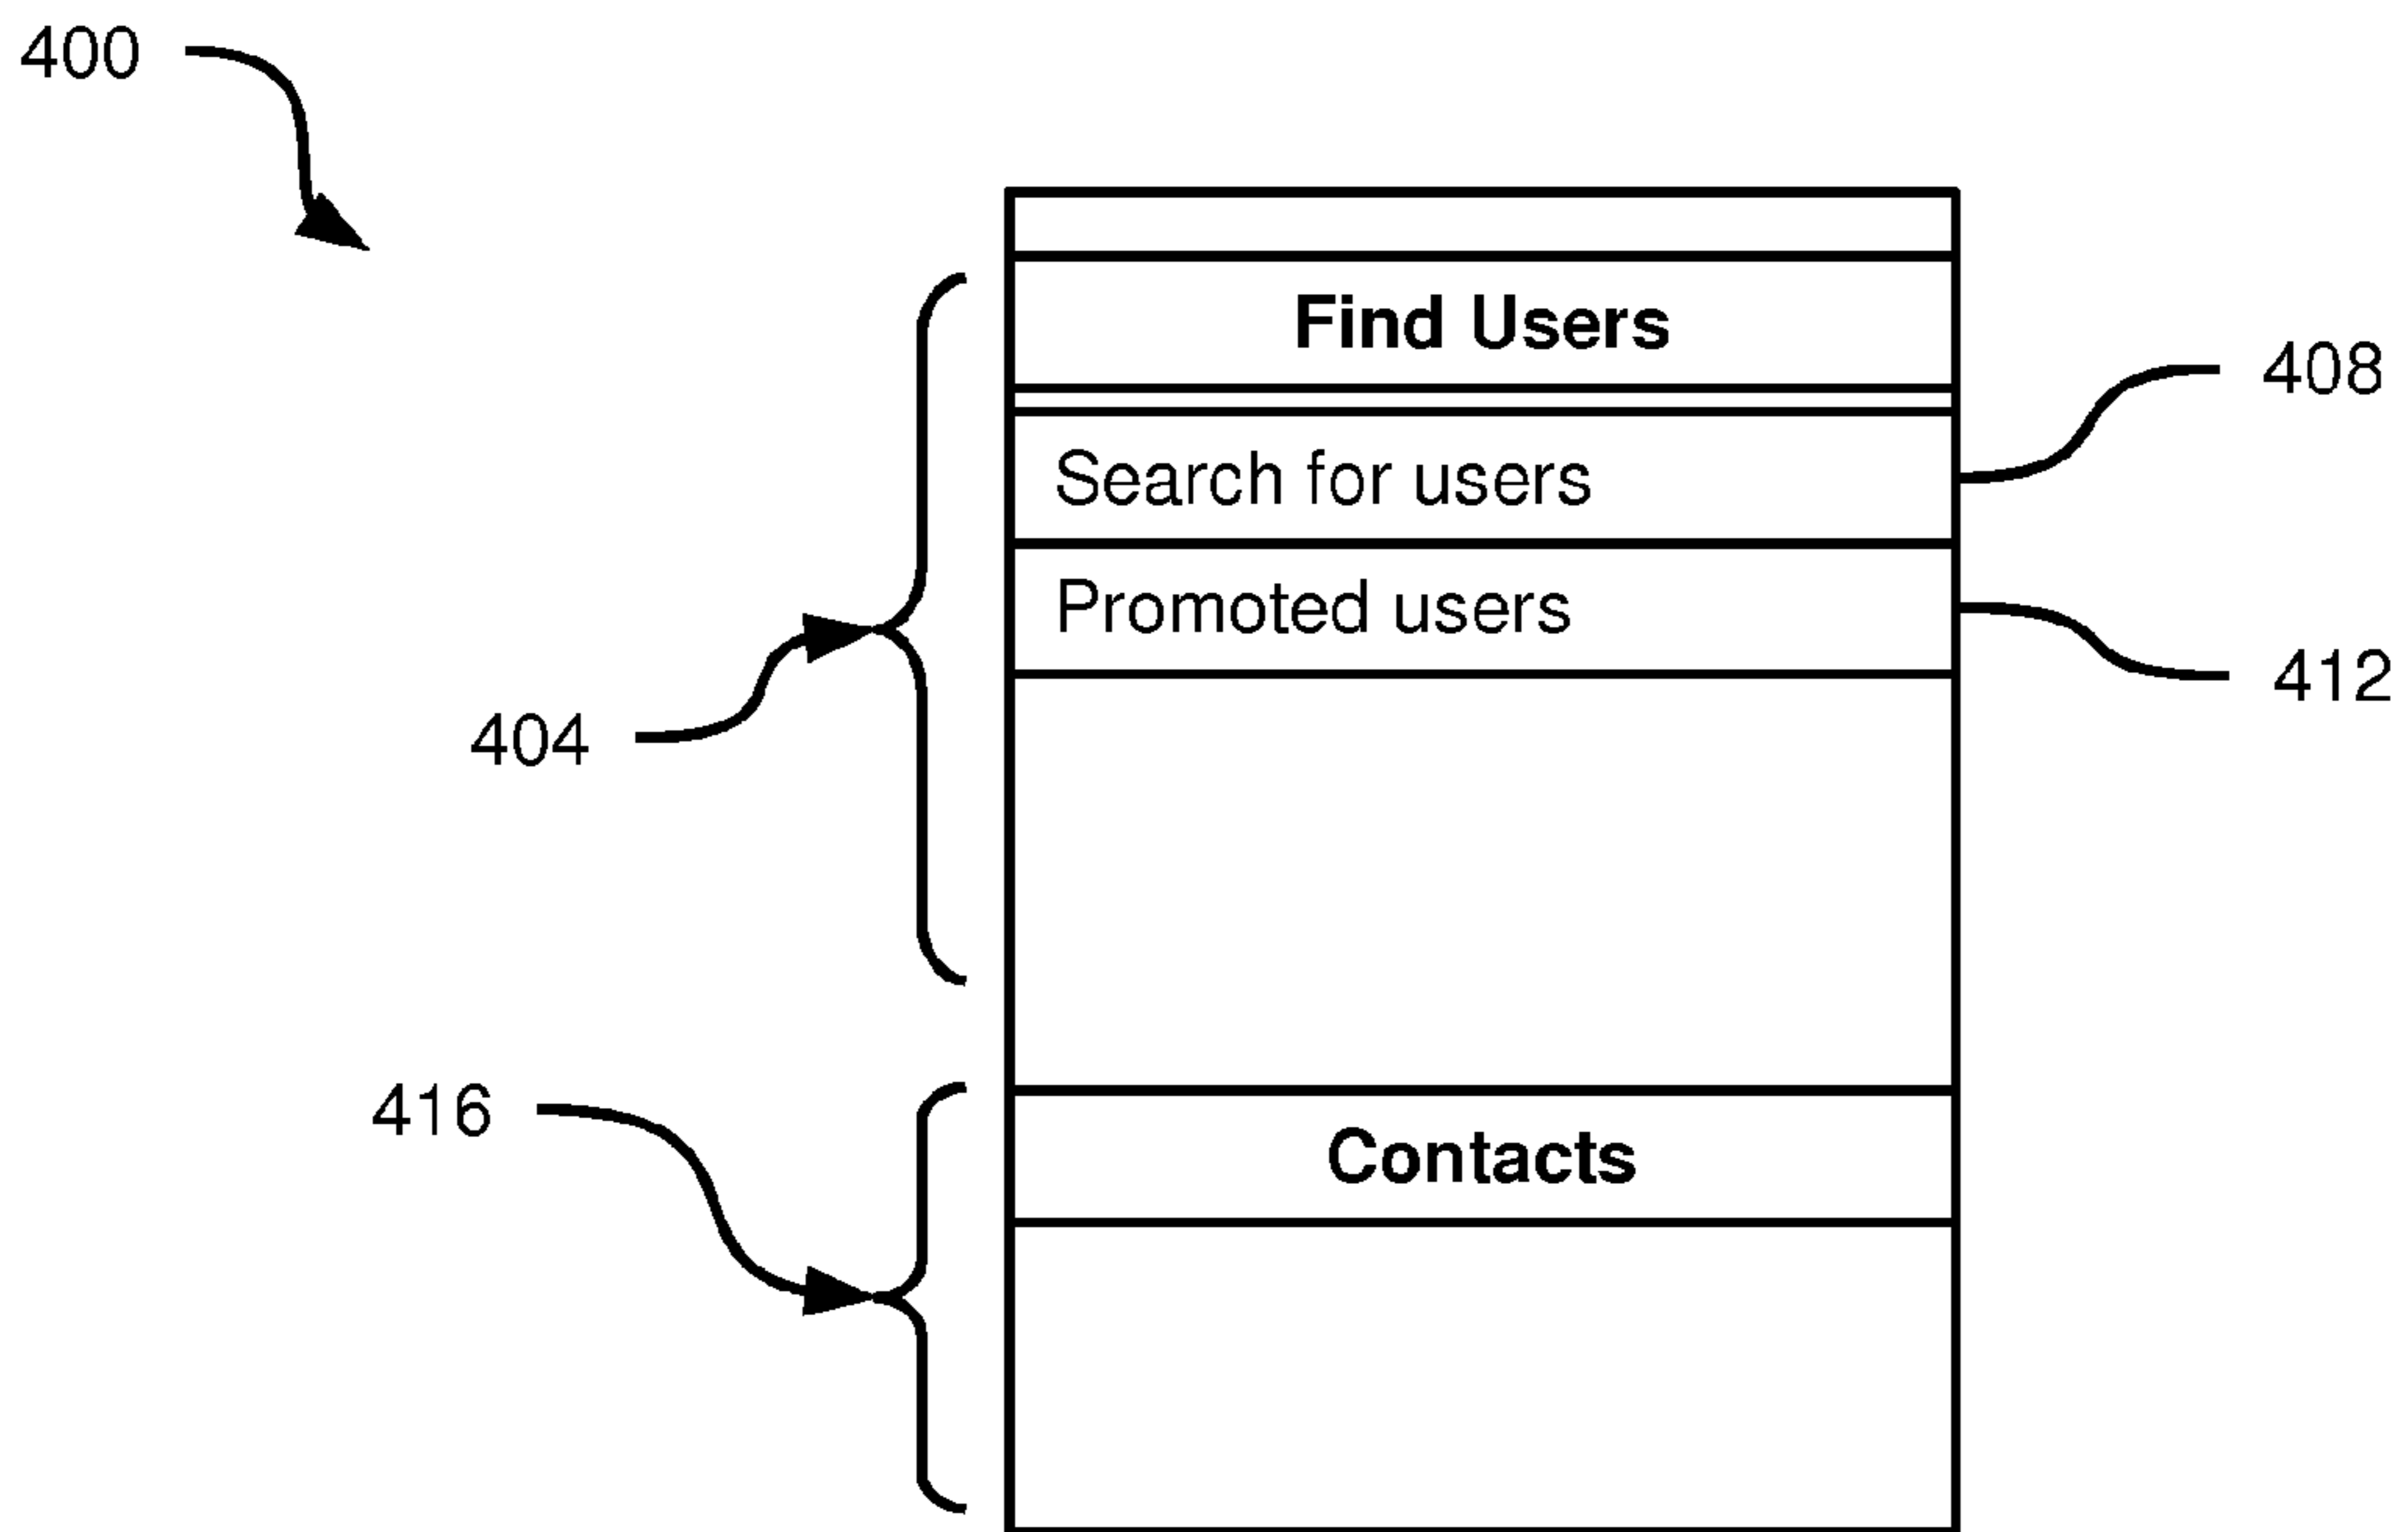 400
Find Users
408
Search for users
Promoted users
412
404
416
Contacts